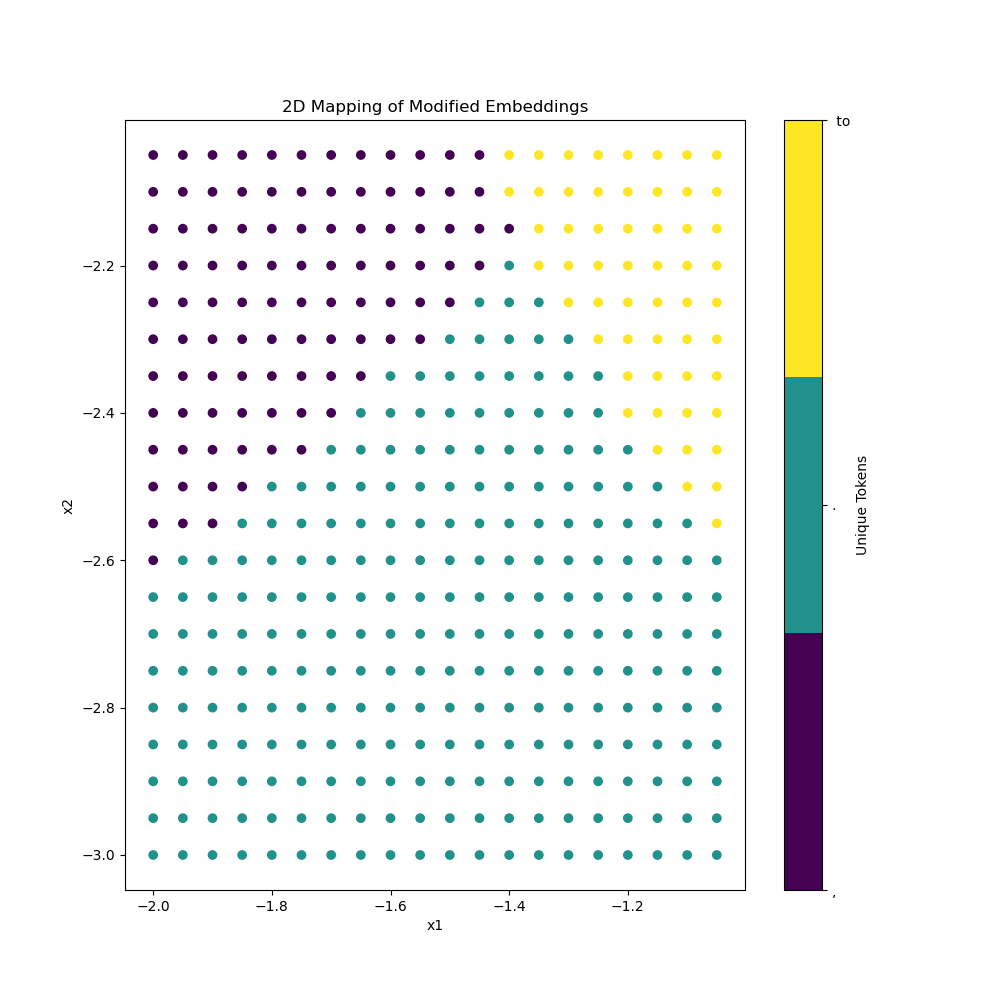 2D Mapping of Modified Embeddings
to
−2.2
−2.4
x2
.
Unique Tokens
−2.6
−2.8
−3.0
,
−2.0 −1.8 −1.6 −1.4 −1.2
x1